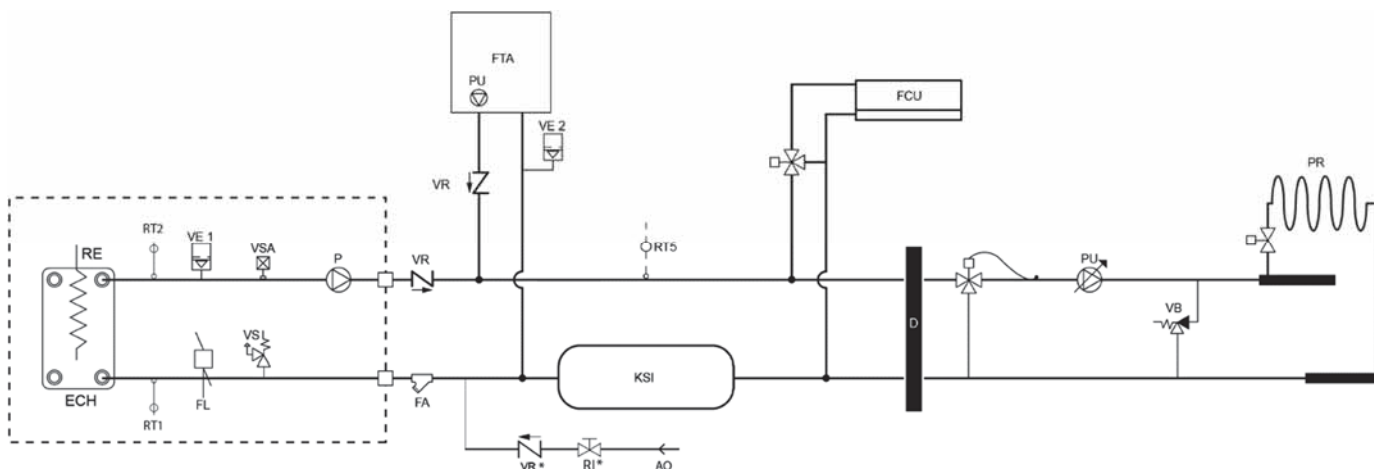 FTA
PU
FCU
VE 2
PR
VR
RT2
VE 1
VSA
RE
P
VR
RT5
PU
D
VB
VSL
KSI
ECH
RT1
FL
FA
VR*
RI*
AO